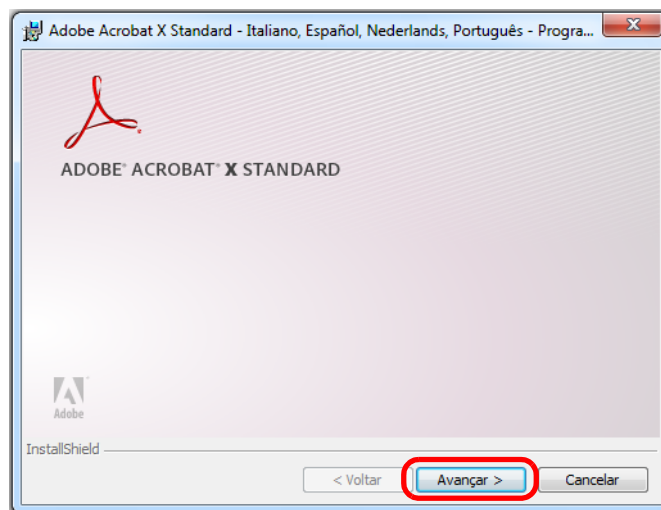 Adobe Acrobat X Standard - Italiano, Español, Nederlands, Português - Progra...
ADOBE® ACROBAT® X STANDARD
Adobe
InstallShield
< Voltar
Avançar >
Cancelar